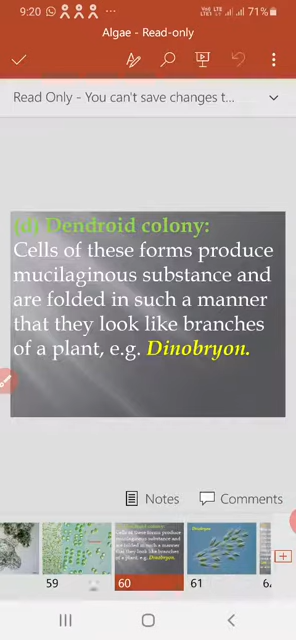 9:20 71%
Algae - Read-only
Read Only - You can't save changes t...
(d) Dendroid colony:
Cells of these forms produce
mucilaginous substance and
are folded in such a manner
that they look like branches
of a plant, e.g. Dinobryon.
Notes Comments
59 60 61